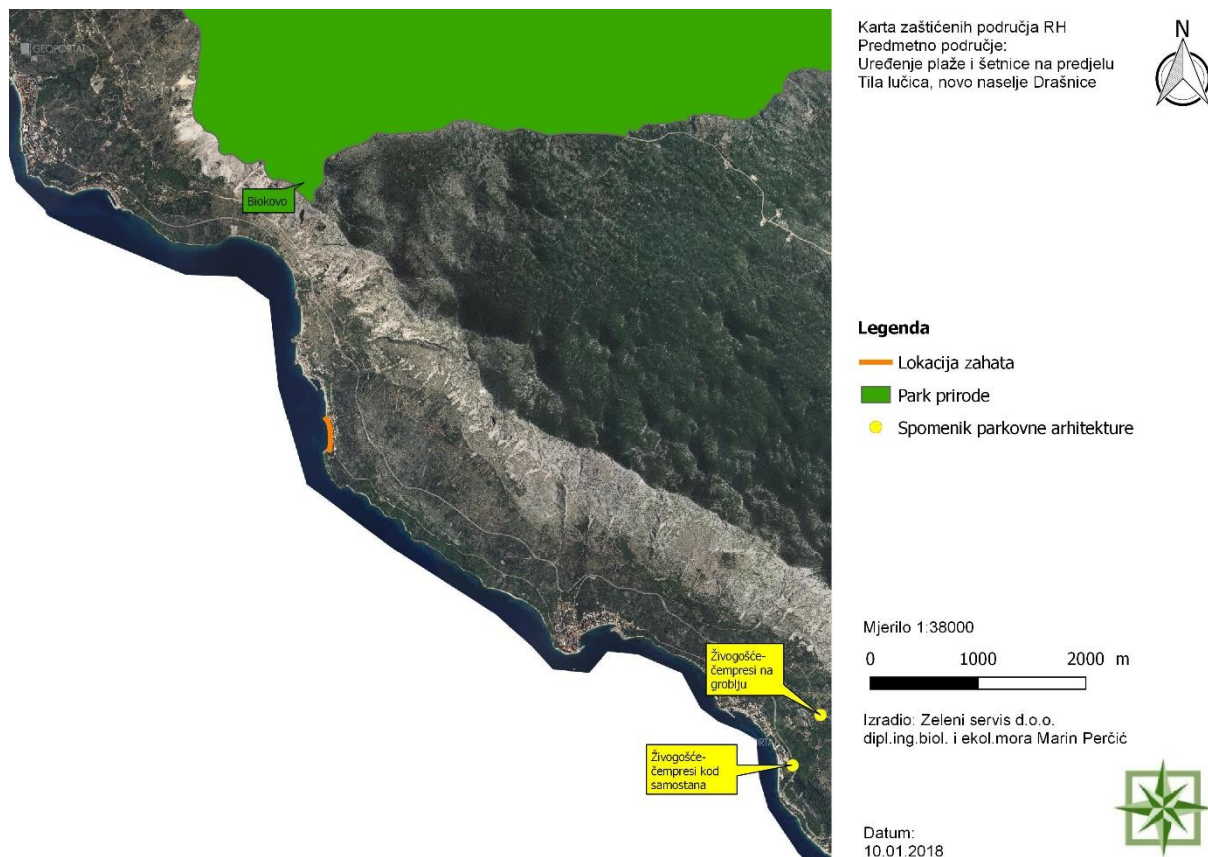 GEOPORTAL
Karta zaštićenih područja RH
Predmetno područje:
Uređenje plaže i šetnice na predjelu
Tila lučica, novo naselje Drašnice
N
Biokovo
Legenda
Lokacija zahata
Park prirode
Spomenik parkovne arhitekture
Živogošće-
čempresi na
groblju
Živogošće-
čempresi kod
samostana
Mjerilo 1:38000
0 1000 2000 m
Izradio: Zeleni servis d.o.o.
dipl.ing.biol. i ekol.mora Marin Perčić
Datum:
10.01.2018